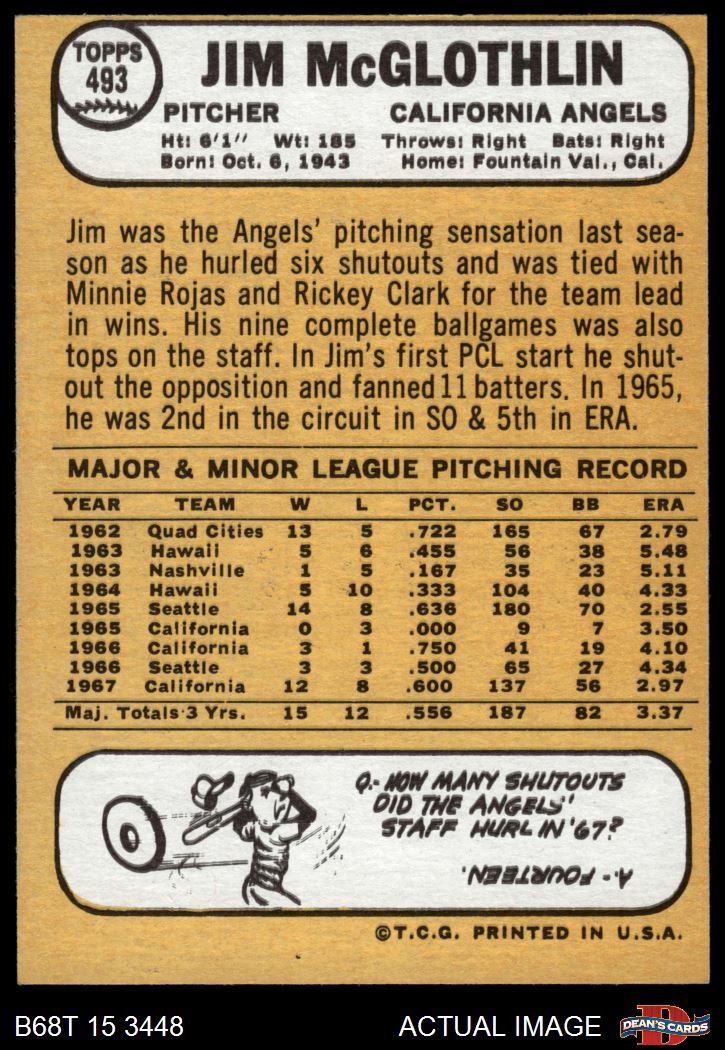 TOPPS
493
JIM McGLOTHLIN
PITCHER CALIFORNIA ANGELS
Ht: 6'1'' Wt: 185 Throws: Right Bats: Right
Born: Oct. 6, 1943 Home: Fountain Val., Cal.
Jim was the Angels' pitching sensation last sea-
son as he hurled six shutouts and was tied with
Minnie Rojas and Rickey Clark for the team lead
in wins. His nine complete ballgames was also
tops on the staff. In Jim's first PCL start he shut-
out the opposition and fanned 11 batters. In 1965,
he was 2nd in the circuit in SO & 5th in ERA.
MAJOR & MINOR LEAGUE PITCHING RECORD
YEAR TEAM W L PCT. SO BB ERA
1962 Quad Cities 13 5 .722 165 67 2.79
1963 Hawaii 5 6 .455 56 38 5.48
1963 Nashville 1 5 .167 35 23 5.11
1964 Hawaii 5 10 .333 104 40 4.33
1965 Seattle 14 8 .636 180 70 2.55
1965 California 0 3 .000 9 7 3.50
1966 California 3 1 .750 41 19 4.10
1966 Seattle 3 3 .500 65 27 4.34
1967 California 12 8 .600 137 56 2.97
Maj. Totals 3 Yrs. 15 12 .556 187 82 3.37
Q.- HOW MANY SHUTOUTS
DID THE ANGELS'
STAFF HURL IN '67?
A.- FOURTEEN.
©T.C.G. PRINTED IN U.S.A.
B68T 15 3448 ACTUAL IMAGE DEAN'S CARDS